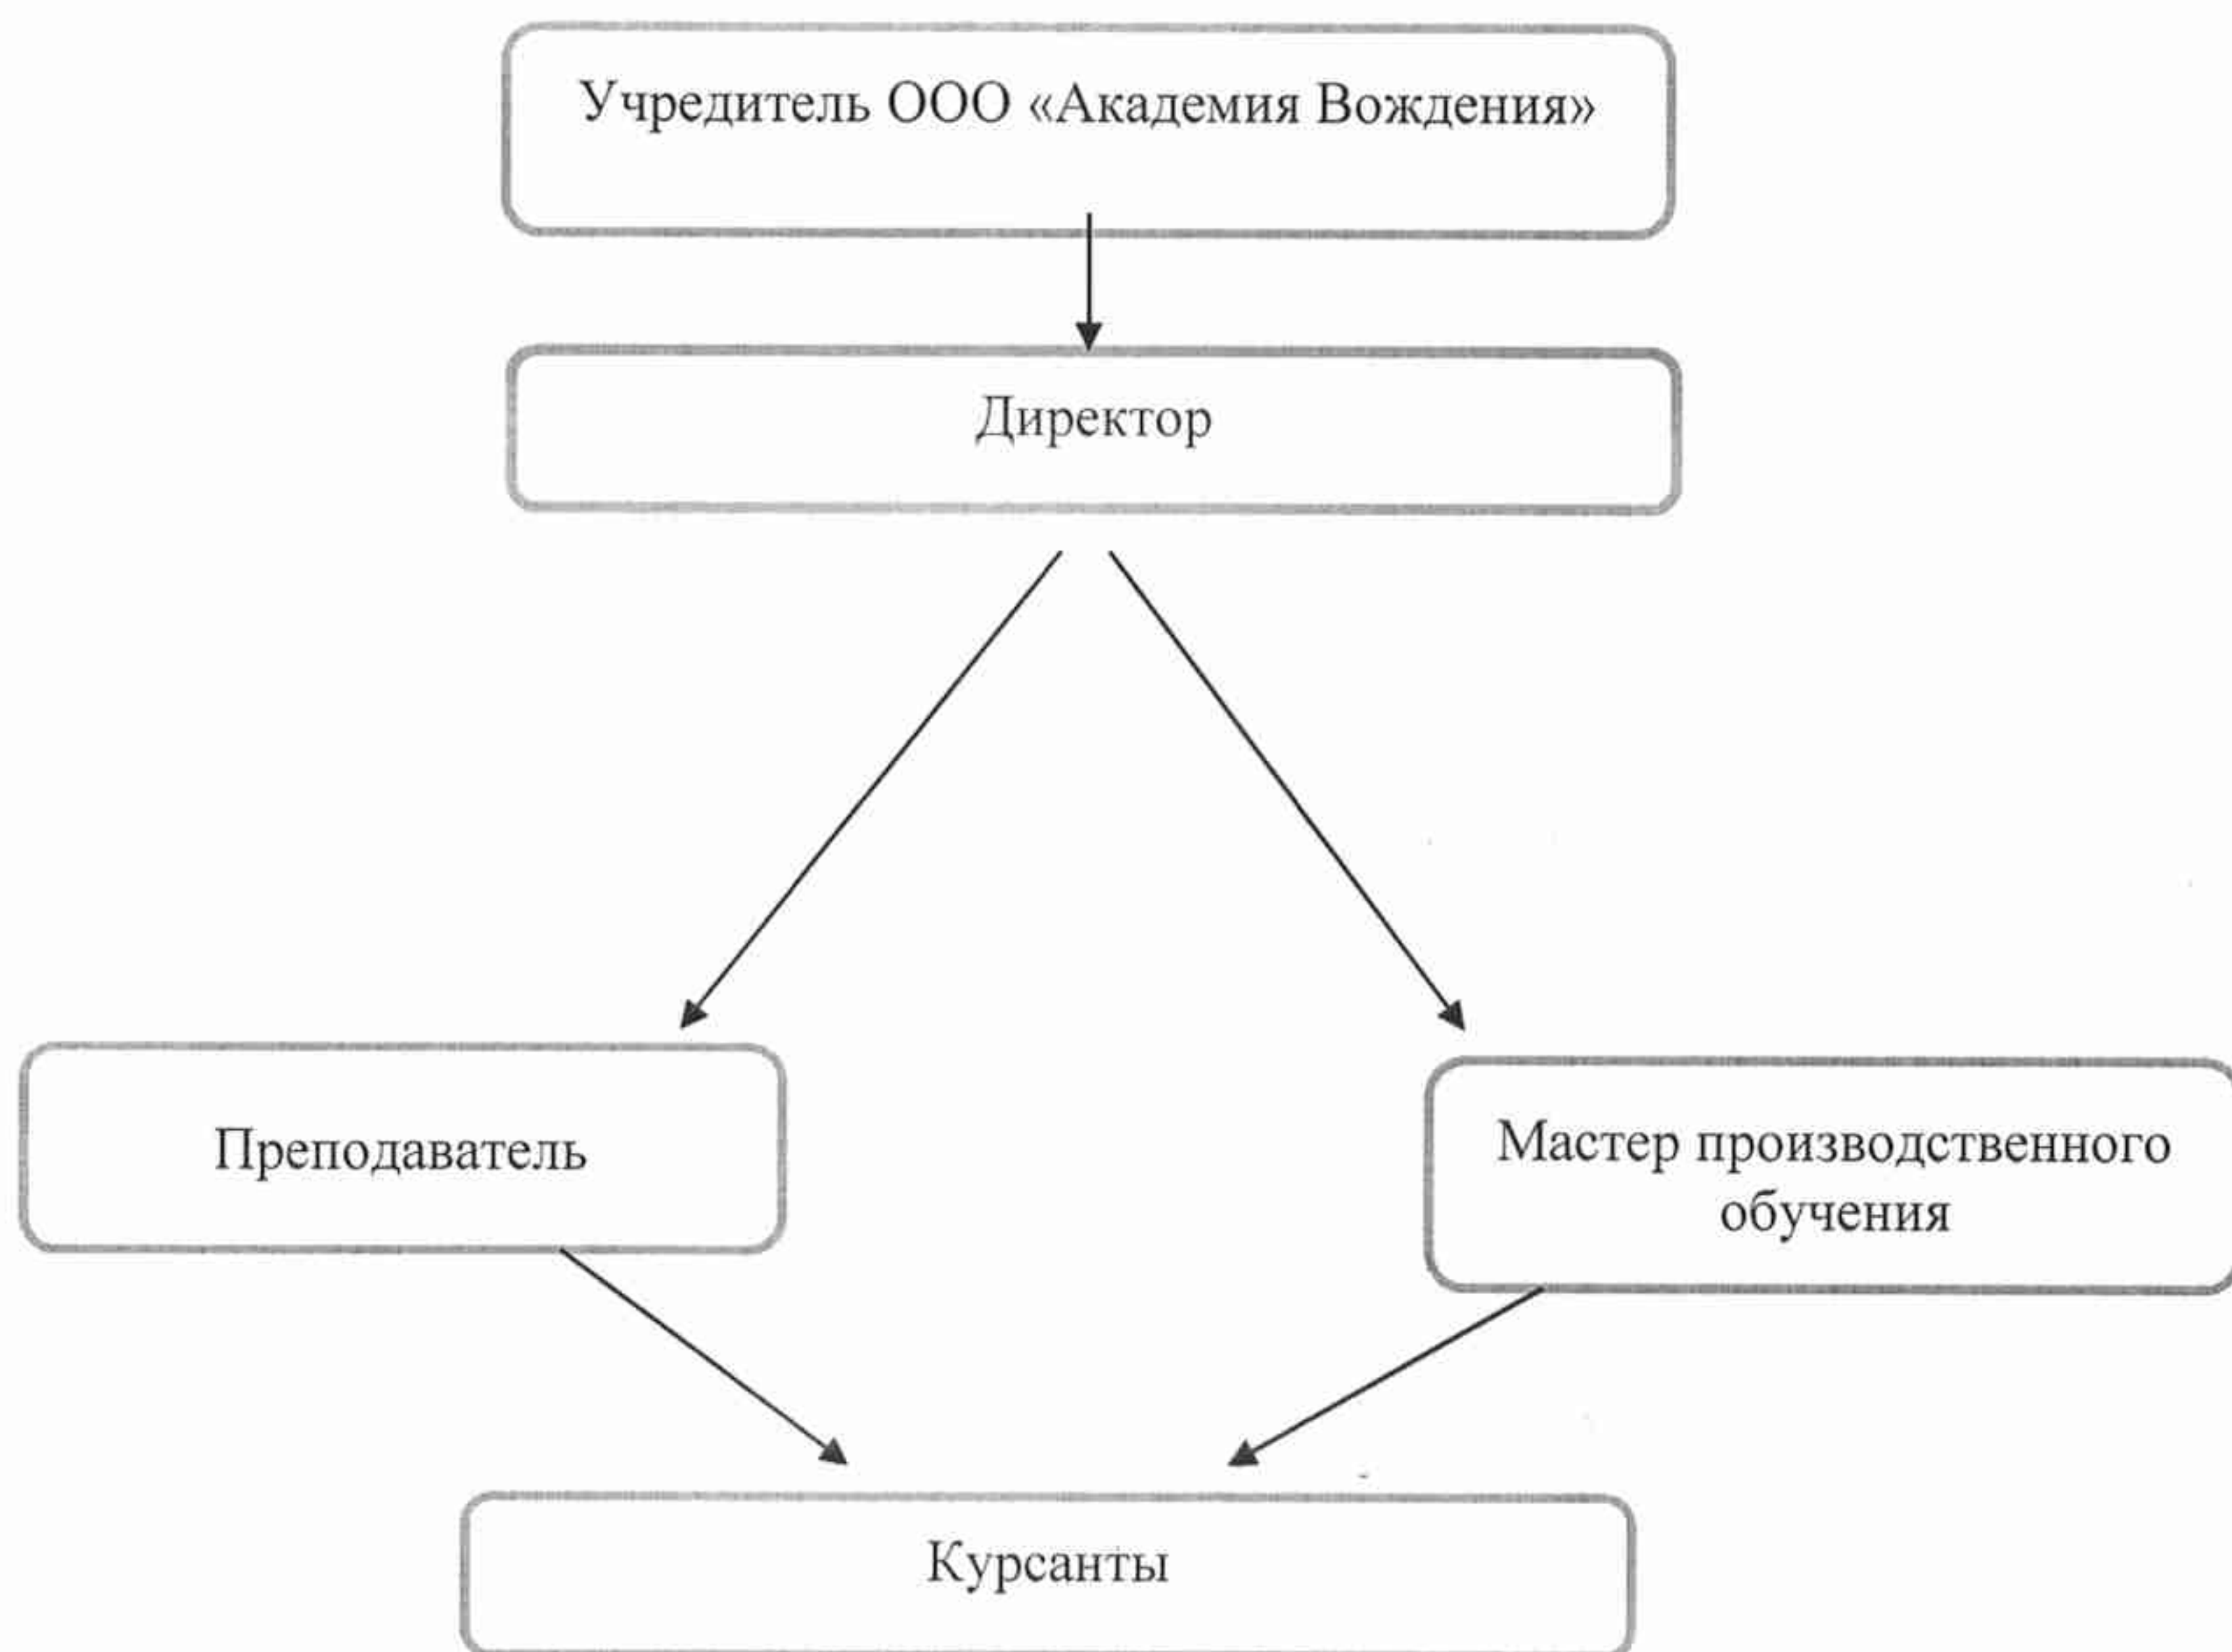 Учредитель ООО «Академия Вождения»
Директор
Преподаватель
Мастер производственного
обучения
Курсанты